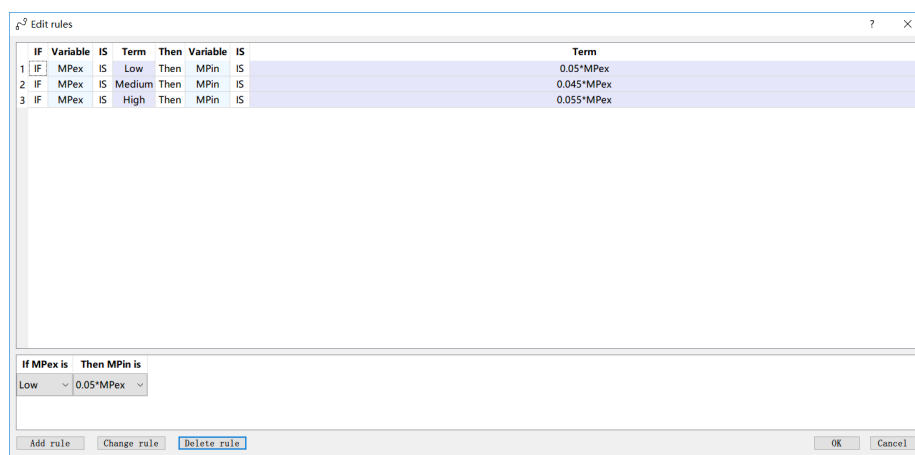 Edit rules ? ×
IF Variable IS Term Then Variable IS Term
1 IF MPex IS Low Then MPin IS 0.05*MPex
2 IF MPex IS Medium Then MPin IS 0.045*MPex
3 IF MPex IS High Then MPin IS 0.055*MPex
If MPex is Then MPin is
Low 0.05*MPex
Add rule Change rule Delete rule OK Cancel